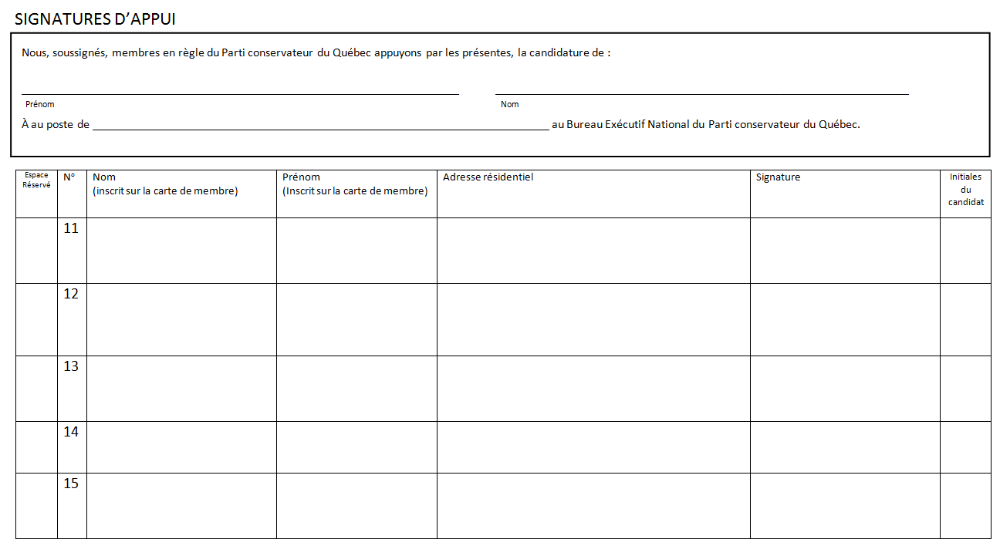 SIGNATURES D’APPUI
Nous, soussignés, membres en règle du Parti conservateur du Québec appuyons par les présentes, la candidature de :
Prénom Nom
À au poste de au Bureau Exécutif National du Parti conservateur du Québec.
Espace Réservé
N°
Nom
(inscrit sur la carte de membre)
Prénom
(Inscrit sur la carte de membre)
Adresse résidentiel
Signature
Initiales
du
candidat
11
12
13
14
15